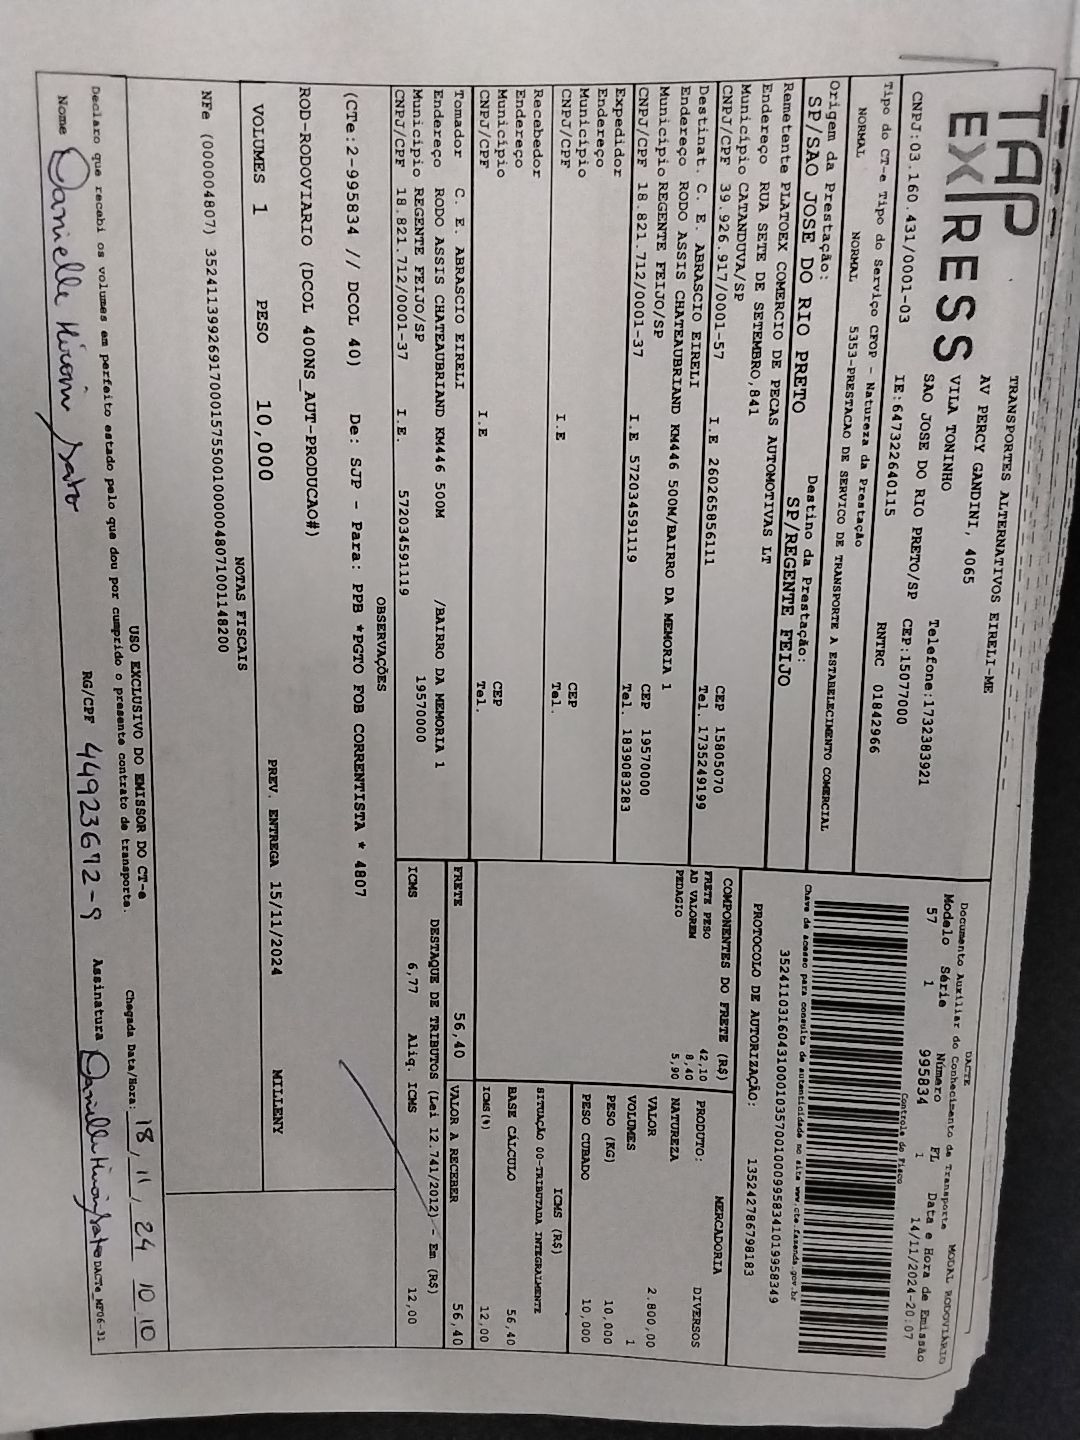 TAP
EXPRESS
TRANSPORTES ALTERNATIVOS EIRELI-ME
AV PERCY GANDINI, 4065
VILA TONINHO
SAO JOSE DO RIO PRETO/SP CEP:15077000
Telefone:1732383921
CNPJ:03.160.431/0001-03 IE:647322640115 RNTRC 01842966
DACTE MODAL RODOVIÁRIO
Documento Auxiliar do Conhecimento de Transporte
Modelo Série Número FL Data e Hora de Emissão
57 1 995834 1 14/11/2024-20:07
Controle do Fisco
Chave de acesso para consulta de autenticidade no site www.cte.fazenda.gov.br
35241103160431000103570010009958341019958349
PROTOCOLO DE AUTORIZAÇÃO: 135242786798183
Tipo do CT-e Tipo do Serviço CFOP - Natureza da Prestação
NORMAL NORMAL 5353-PRESTACAO DE SERVICO DE TRANSPORTE A ESTABELECIMENTO COMERCIAL
Origem da Prestação: Destino da Prestação:
SP/SAO JOSE DO RIO PRETO SP/REGENTE FEIJO
Remetente PLATOEX COMERCIO DE PECAS AUTOMOTIVAS LT
Endereço RUA SETE DE SETEMBRO,841
Município CATANDUVA/SP CEP 15805070
CNPJ/CPF 39.926.917/0001-57 I.E 260265856111 Tel. 1735249199
Destinat. C. E. ABRASCIO EIRELI
Endereço RODO ASSIS CHATEAUBRIAND KM446 500M/BAIRRO DA MEMORIA 1
Município REGENTE FEIJO/SP CEP 19570000
CNPJ/CPF 18.821.712/0001-37 I.E 572034591119 Tel. 1839083283
Expedidor
Endereço
Município CEP
CNPJ/CPF I.E Tel.
Recebedor
Endereço
Município CEP
CNPJ/CPF I.E Tel.
Tomador C. E. ABRASCIO EIRELI
Endereço RODO ASSIS CHATEAUBRIAND KM446 500M /BAIRRO DA MEMORIA 1
Município REGENTE FEIJO/SP 19570000
CNPJ/CPF 18.821.712/0001-37 I.E. 572034591119
COMPONENTES DO FRETE (R$)
FRETE PESO 42,10
AD VALOREM 8,40
PEDAGIO 5,90
MERCADORIA
PRODUTO: DIVERSOS
NATUREZA
VALOR 2.800,00
VOLUMES 1
PESO (KG) 10,000
PESO CUBADO 10,000
ICMS (R$)
SITUAÇÃO 00-TRIBUTADA INTEGRALMENTE
BASE CÁLCULO 56,40
ICMS(%) 12,00
FRETE 56,40 VALOR A RECEBER 56,40
DESTAQUE DE TRIBUTOS (Lei 12.741/2012) - Em (R$)
ICMS 6,77 Aliq. ICMS 12,00
OBSERVAÇÕES
(CTe:2-995834 // DCOL 40) De: SJP - Para: PPB *PGTO FOB CORRENTISTA * 4807
ROD-RODOVIARIO (DCOL 400NS_AUT-PRODUCAO#)
VOLUMES 1 PESO 10,000 PREV. ENTREGA 15/11/2024 MILLENY
NOTAS FISCAIS
NFe (000004807) 35241139926917000157550010000048071001148200
USO EXCLUSIVO DO EMISSOR DO CT-e
Declaro que recebi os volumes em perfeito estado pelo que dou por cumprido o presente contrato de transporte.
Chegada Data/Hora: 18/11/24 10:10
Nome Danielle Hiromi Sato RG/CPF 44923672-9 Assinatura Danielle Hiromi Sato
DACTe_MF06-31